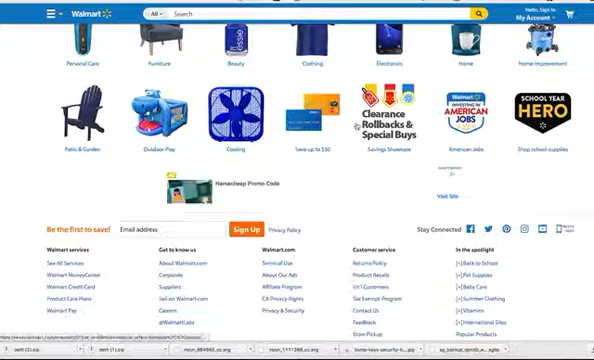 Walmart
All
Search
Hello. Sign In
My Account
Personal Care
Furniture
Beauty
Clothing
Electronics
Home
Home Improvement
essie
Clearance
Rollbacks &
Special Buys
Walmart
INVESTING IN
AMERICAN
JOBS
SCHOOL YEAR
HERO
Patio & Garden
Outdoor Play
Cooling
Save up to $50
Savings Showcase
American Jobs
Shop school supplies
Advertisement
Ad
Namecheap Promo Code
Visit Site
Be the first to save!
Email address
Sign Up
Privacy Policy
Stay Connected
Walmart services
Get to know us
Walmart.com
Customer service
In the spotlight
See All Services
About Walmart.com
Terms of Use
Returns Policy
[+] Back to School
Walmart MoneyCenter
Corporate
About Our Ads
Product Recalls
[+] Pet Supplies
Walmart Credit Card
Suppliers
Affiliate Program
Int'l Customers
[+] Baby Care
Product Care Plans
Sell on Walmart.com
CA Privacy Rights
Tax Exempt Program
[+] Summer Clothing
Walmart Pay
Careers
Privacy & Security
Contact Us
[+] Vitamins
@WalmartLabs
Feedback
[+] International Sites
Store Pickup
Popular Products